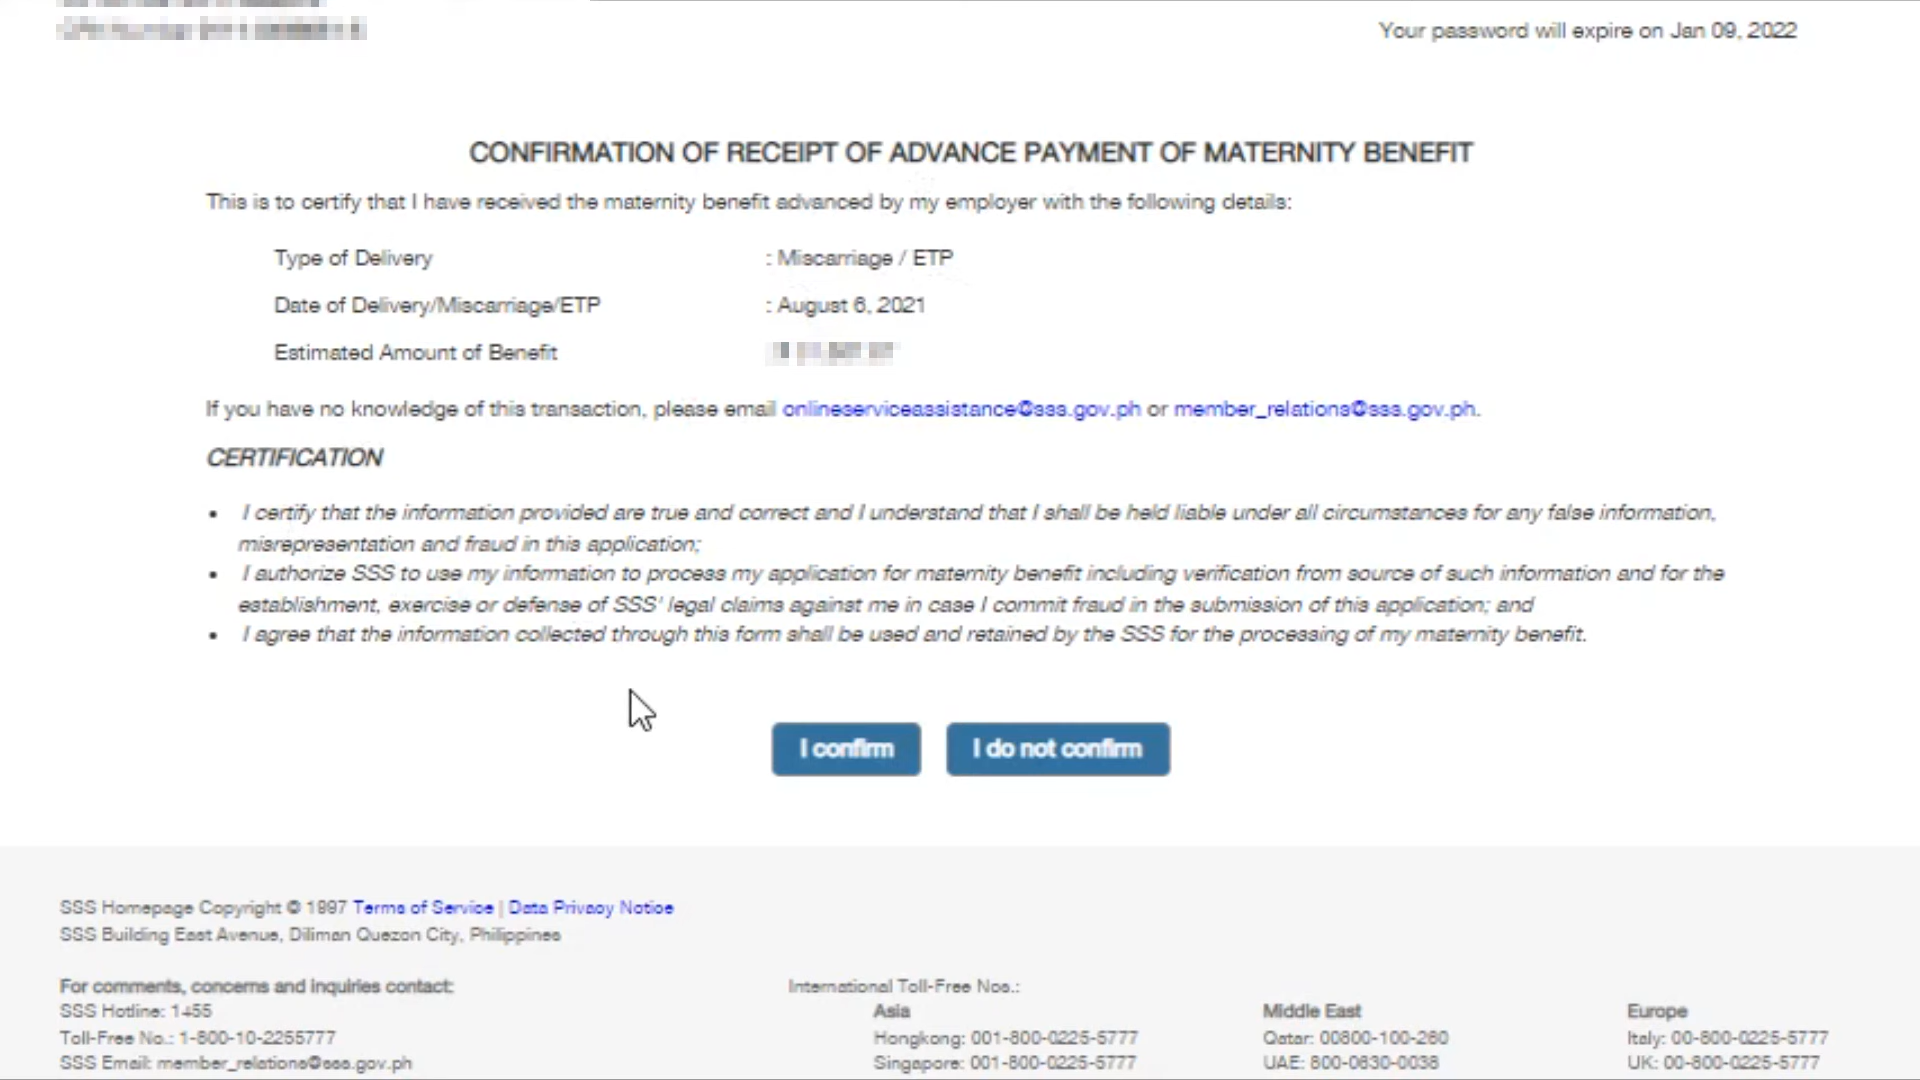 Your password will expire on Jan 09, 2022
CONFIRMATION OF RECEIPT OF ADVANCE PAYMENT OF MATERNITY BENEFIT
This is to certify that I have received the maternity benefit advanced by my employer with the following details:
Type of Delivery : Miscarriage / ETP
Date of Delivery/Miscarriage/ETP : August 6, 2021
Estimated Amount of Benefit :
If you have no knowledge of this transaction, please email onlineserviceassistance@sss.gov.ph or member_relations@sss.gov.ph.
CERTIFICATION
• I certify that the information provided are true and correct and I understand that I shall be held liable under all circumstances for any false information,
misrepresentation and fraud in this application;
• I authorize SSS to use my information to process my application for maternity benefit including verification from source of such information and for the
establishment, exercise or defense of SSS' legal claims against me in case I commit fraud in the submission of this application; and
• I agree that the information collected through this form shall be used and retained by the SSS for the processing of my maternity benefit.
I confirm I do not confirm
SSS Homepage Copyright © 1997 Terms of Service | Data Privacy Notice
SSS Building East Avenue, Diliman Quezon City, Philippines
For comments, concerns and inquiries contact: International Toll-Free Nos.:
SSS Hotline: 1455 Asia Middle East Europe
Toll-Free No.: 1-800-10-2255777 Hongkong: 001-800-0225-5777 Qatar: 00800-100-260 Italy: 00-800-0225-5777
SSS Email: member_relations@sss.gov.ph Singapore: 001-800-0225-5777 UAE: 800-0630-0038 UK: 00-800-0225-5777